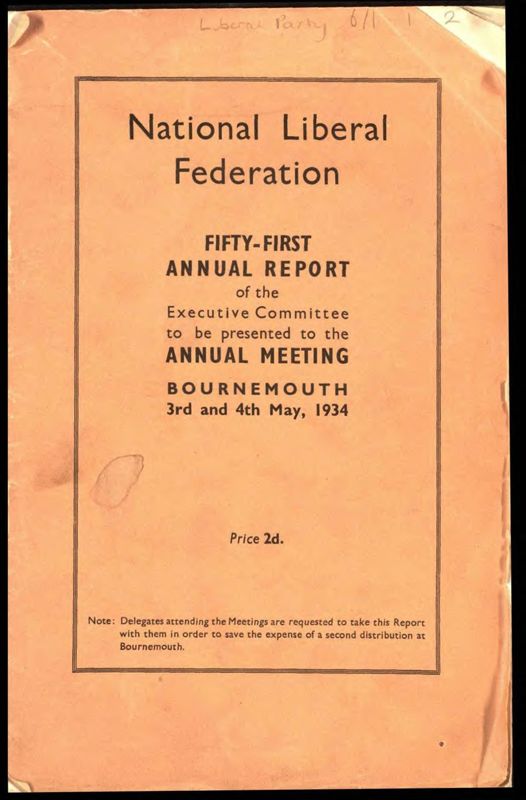 Liberal Party 6/1 1 2
National Liberal
Federation
FIFTY-FIRST
ANNUAL REPORT
of the
Executive Committee
to be presented to the
ANNUAL MEETING
BOURNEMOUTH
3rd and 4th May, 1934
Price 2d.
Note: Delegates attending the Meetings are requested to take this Report
with them in order to save the expense of a second distribution at
Bournemouth.